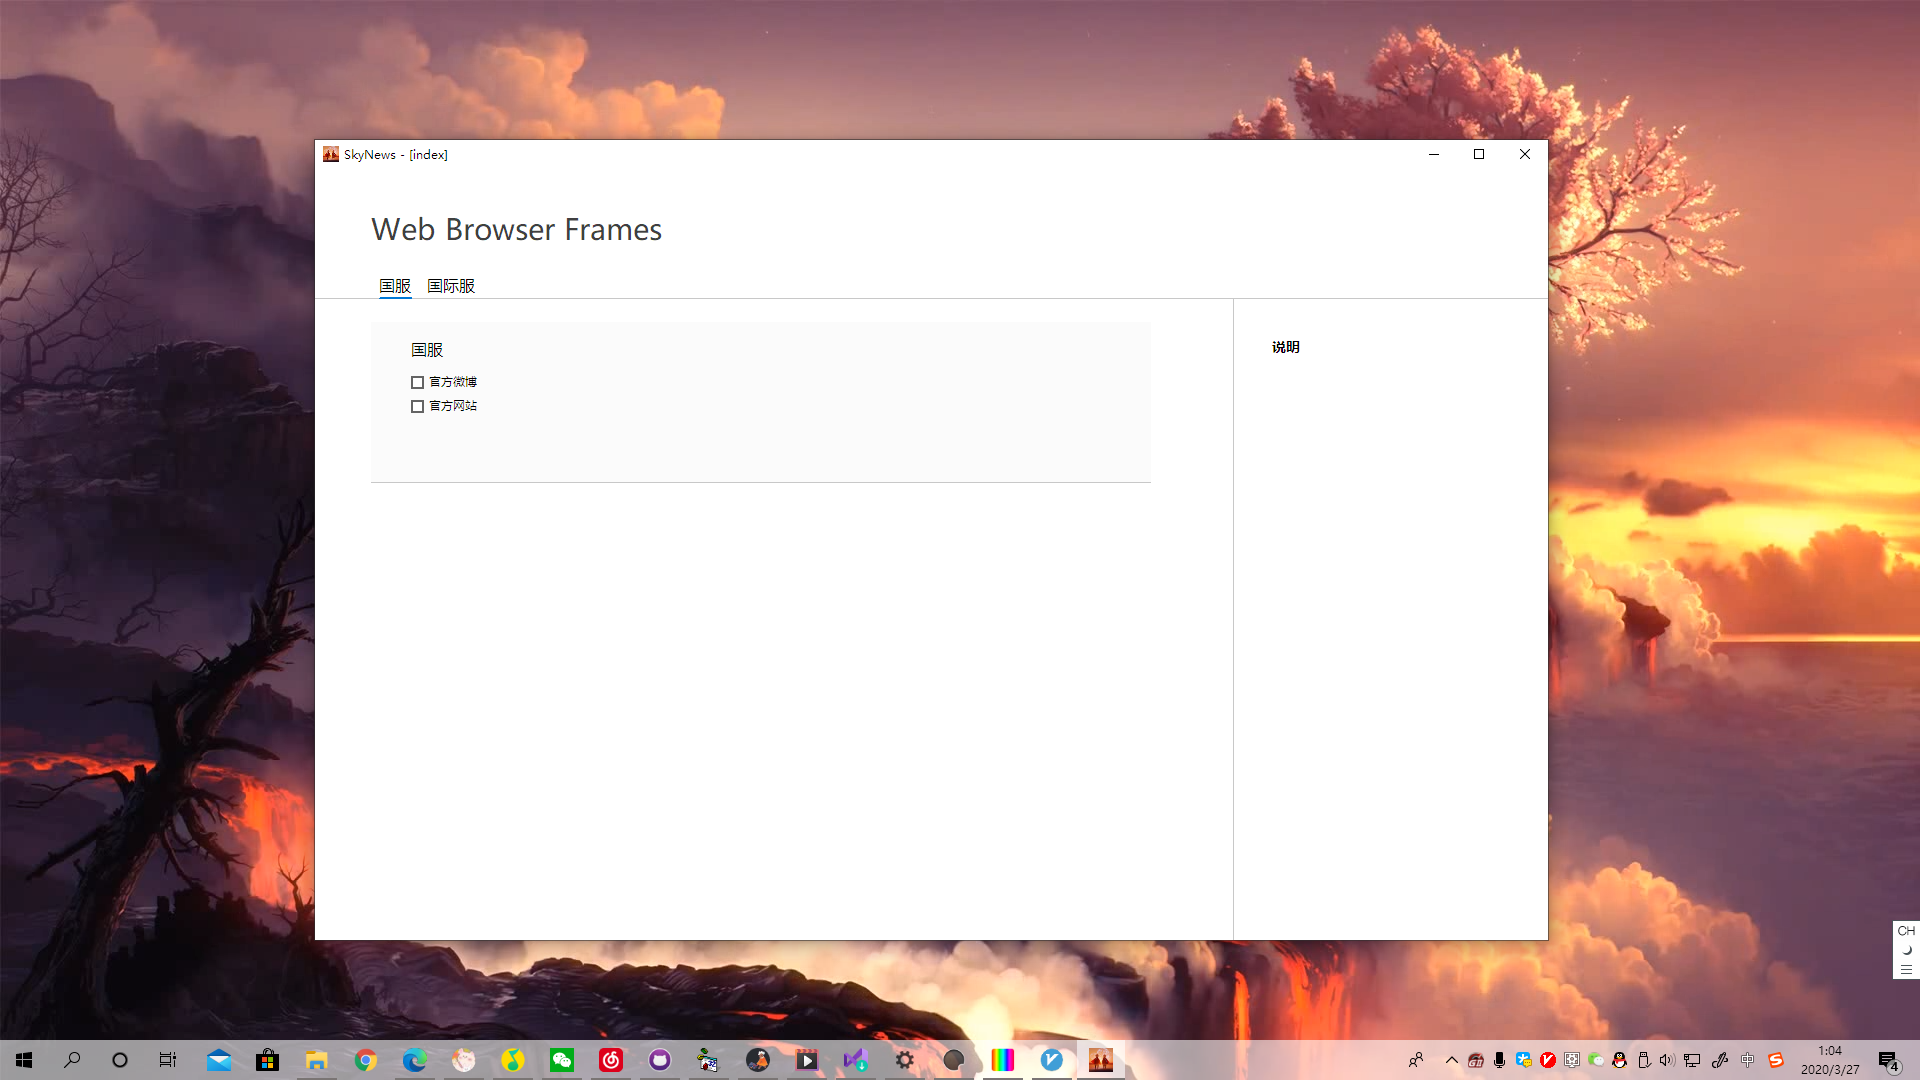 SkyNews - [index]
Web Browser Frames
国服 国际服
国服
官方微博
官方网站
说明
CH
中
1:04
2020/3/27
4